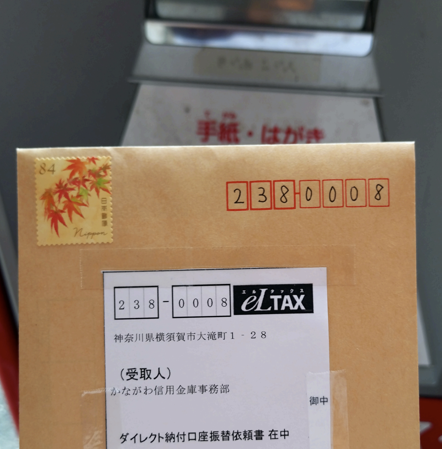 手紙・はがき
84
日本郵便
Nippon
238-0008
238-0008
エルタックス
eLTAX
神奈川県横須賀市大滝町1-28
(受取人)
かながわ信用金庫事務部
御中
ダイレクト納付口座振替依頼書 在中